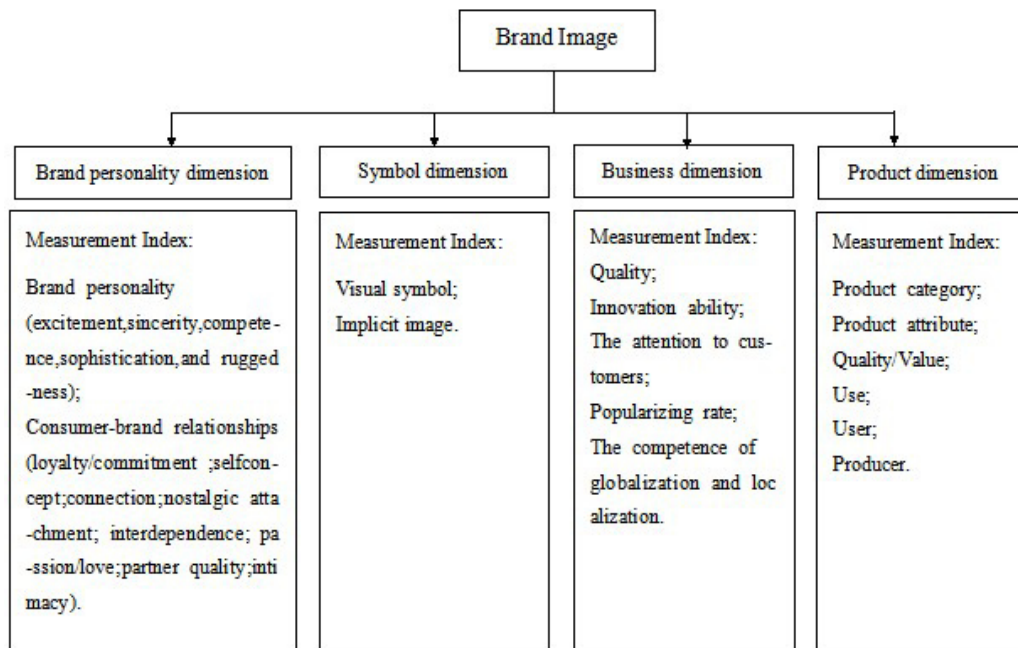 Brand Image
Brand personality dimension
Symbol dimension
Business dimension
Product dimension
Measurement Index:
Brand personality
(excitement,sincerity,compete-
nce,sophistication,and rugged
-ness);
Consumer-brand relationships
(loyalty/commitment ;selfcon-
cept;connection;nostalgic atta
-chment; interdependence; pa
-ssion/love;partner quality;inti
macy).
Measurement Index:
Visual symbol;
Implicit image.
Measurement Index:
Quality;
Innovation ability;
The attention to cus-
tomers;
Popularizing rate;
The competence of
globalization and loc
alization.
Measurement Index:
Product category;
Product attribute;
Quality/Value;
Use;
User;
Producer.